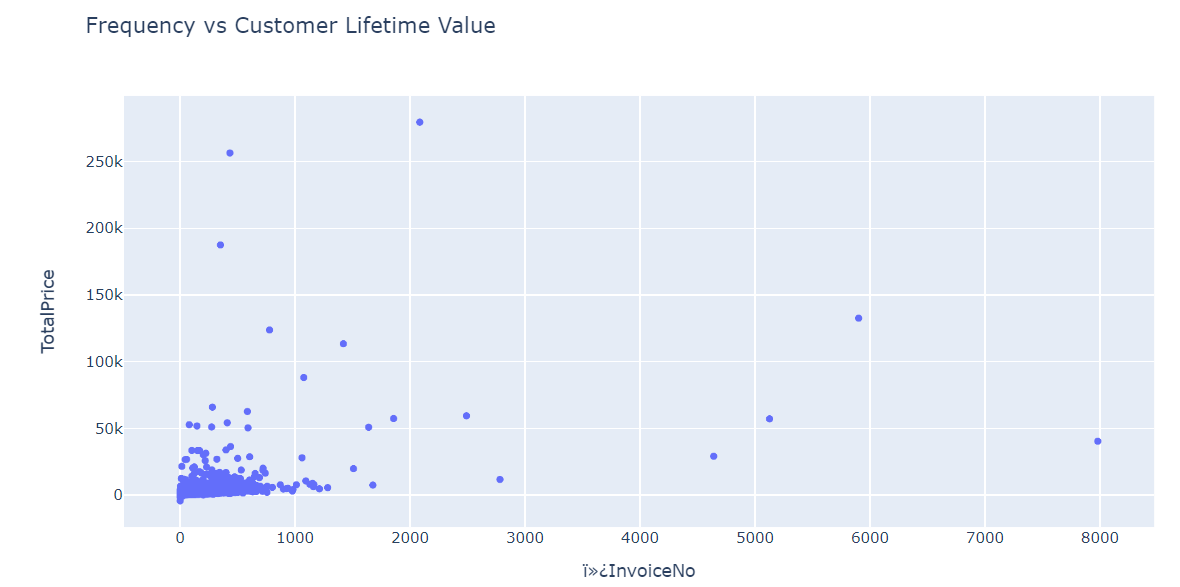 Frequency vs Customer Lifetime Value
250k
200k
150k
100k
50k
0
TotalPrice
0 1000 2000 3000 4000 5000 6000 7000 8000
ï»¿InvoiceNo